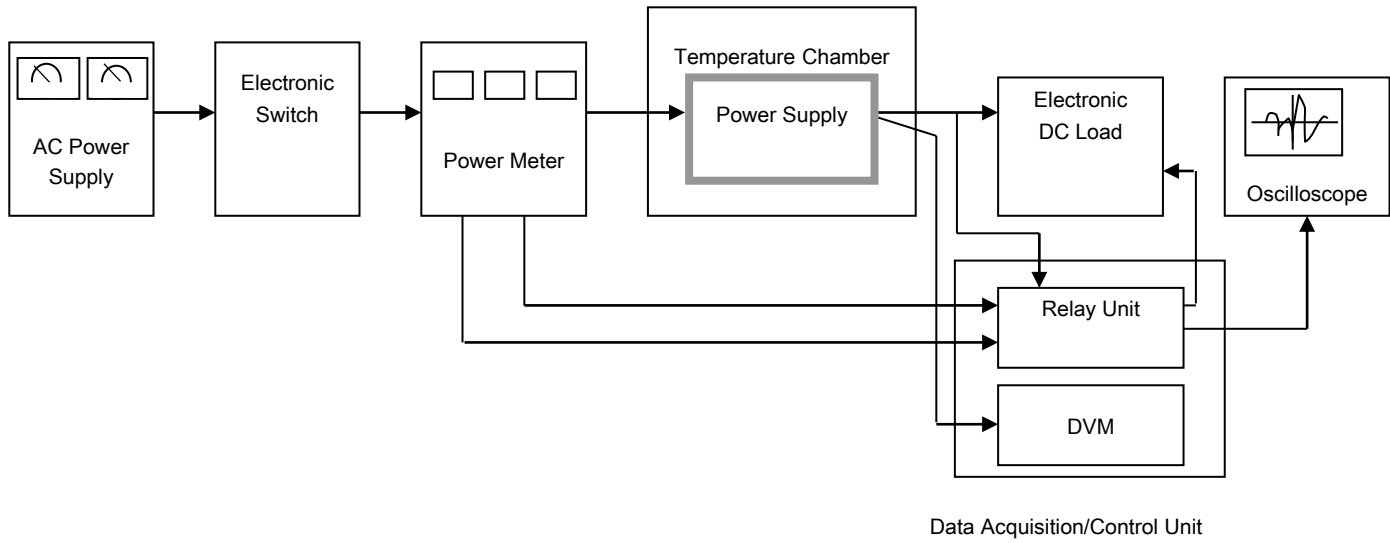 AC Power
Supply
Electronic
Switch
Power Meter
Temperature Chamber
Power Supply
Electronic
DC Load
Oscilloscope
Relay Unit
DVM
Data Acquisition/Control Unit